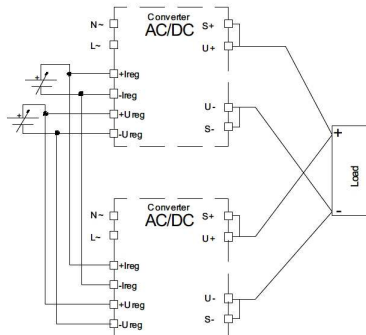 Converter
AC/DC
N~
L~
+Ireg
-Ireg
+Ureg
-Ureg
S+
U+
U-
S-
+
-
Load
+
+
Converter
AC/DC
N~
L~
+Ireg
-Ireg
+Ureg
-Ureg
S+
U+
U-
S-